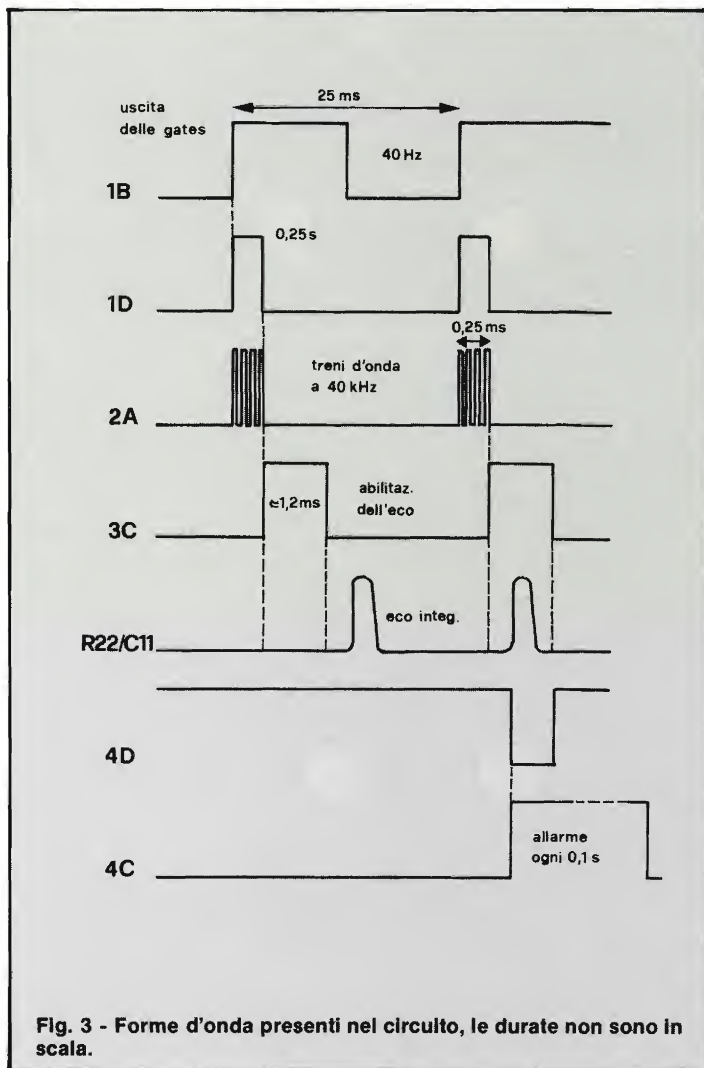 25 ms
uscita
delle gates
40 Hz
1B
0,25 s
1D
0,25 ms
treni d'onda
a 40 kHz
2A
≃1,2ms
abilitaz.
dell'eco
3C
eco integ.
R22/C11
4D
allarme
ogni 0,1 s
4C
Fig. 3 - Forme d'onda presenti nel circuito, le durate non sono in
scala.